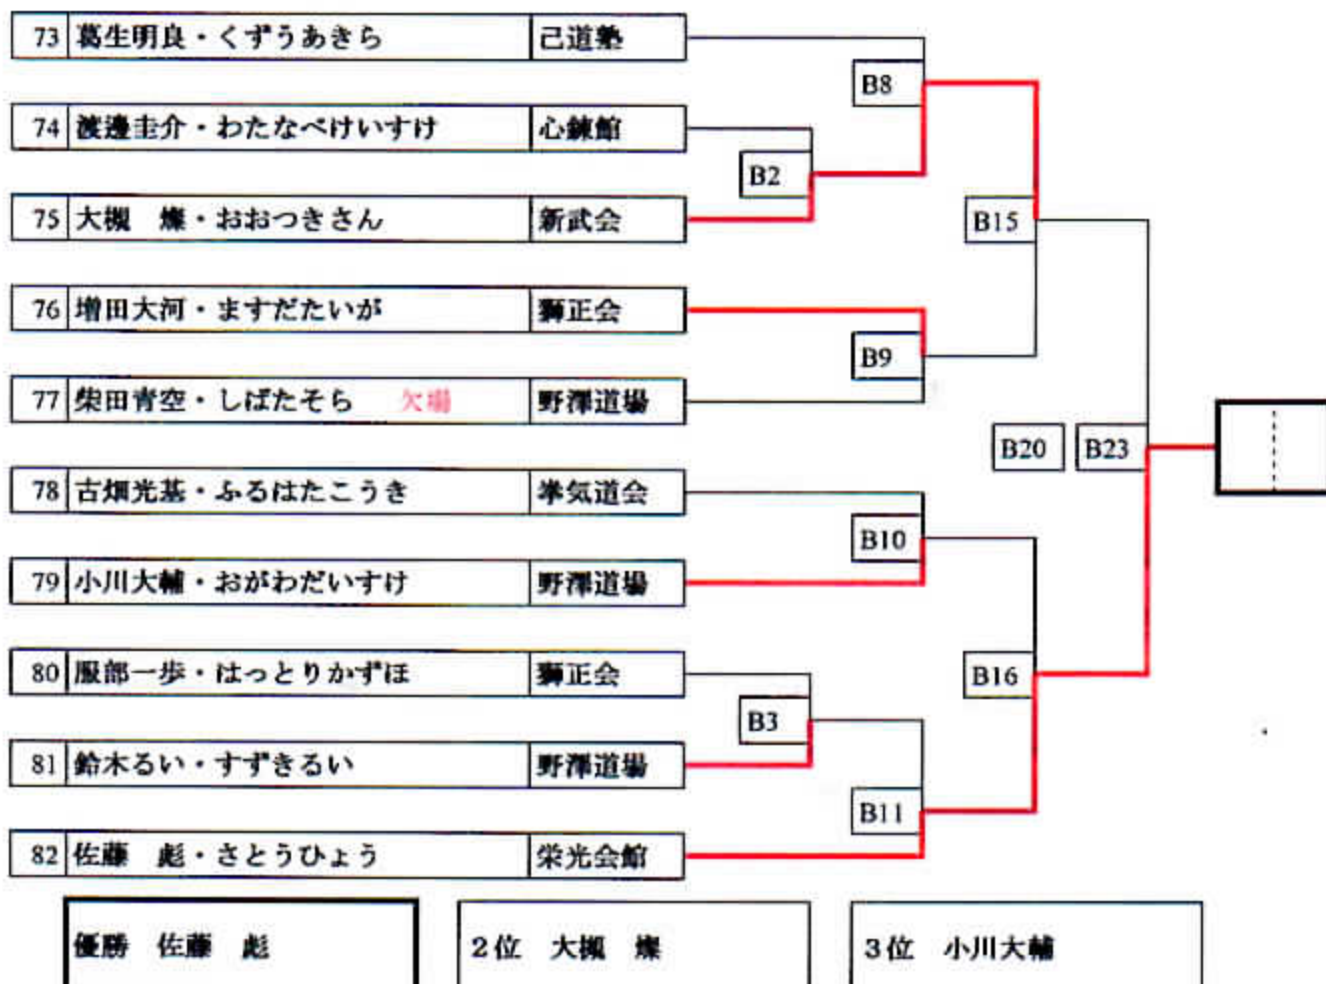 73 葛生明良・くずうあきら 己道塾
B8
74 渡邊圭介・わたなべけいすけ 心錬館
B2
75 大槻 燦・おおつきさん 新武会
B15
76 増田大河・ますだたいが 獅正会
B9
77 柴田青空・しばたそら 欠場 野澤道場
B20 B23
78 古畑光基・ふるはたこうき 拳気道会
B10
79 小川大輔・おがわだいすけ 野澤道場
80 服部一歩・はっとりかずほ 獅正会
B16
B3
81 鈴木るい・すずきるい 野澤道場
B11
82 佐藤 彪・さとうひょう 栄光会館
優勝 佐藤 彪
2位 大槻 燦
3位 小川大輔